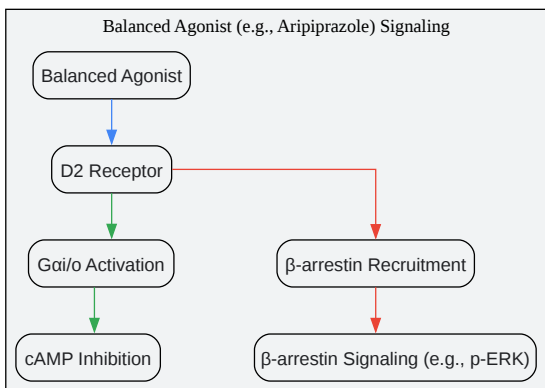 Balanced Agonist (e.g., Aripiprazole) Signaling
Balanced Agonist
D2 Receptor
Gαi/o Activation
β-arrestin Recruitment
cAMP Inhibition
β-arrestin Signaling (e.g., p-ERK)